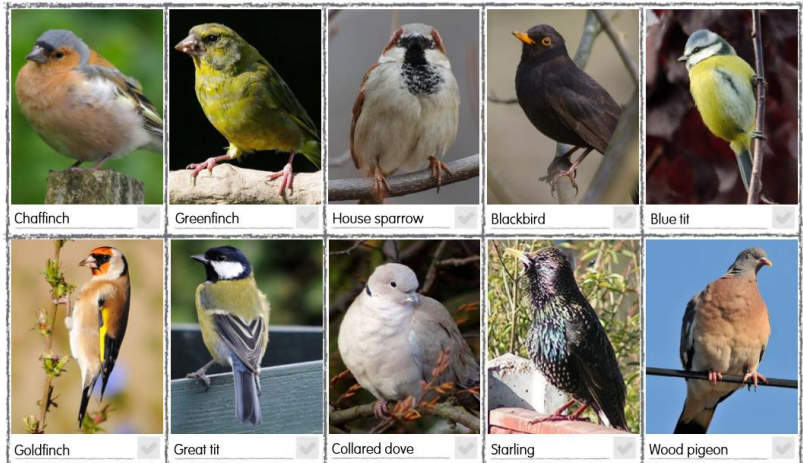 Chaffinch
Greenfinch
House sparrow
Blackbird
Blue tit
Goldfinch
Great tit
Collared dove
Starling
Wood pigeon